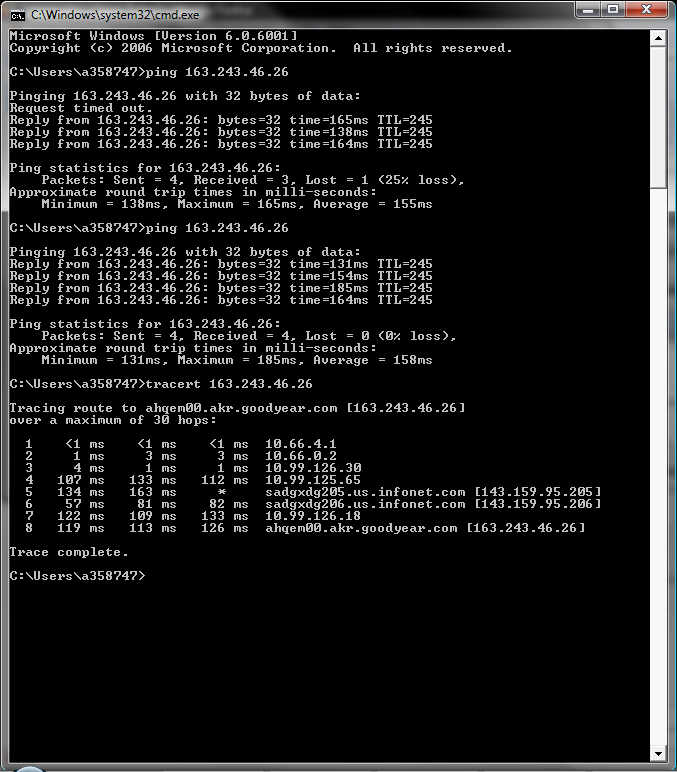 C:\Windows\system32\cmd.exe
Microsoft Windows [Version 6.0.6001]
Copyright (c) 2006 Microsoft Corporation.  All rights reserved.
C:\Users\a358747>ping 163.243.46.26
Pinging 163.243.46.26 with 32 bytes of data:
Request timed out.
Reply from 163.243.46.26: bytes=32 time=165ms TTL=245
Reply from 163.243.46.26: bytes=32 time=138ms TTL=245
Reply from 163.243.46.26: bytes=32 time=164ms TTL=245
Ping statistics for 163.243.46.26:
    Packets: Sent = 4, Received = 3, Lost = 1 (25% loss),
Approximate round trip times in milli-seconds:
    Minimum = 138ms, Maximum = 165ms, Average = 155ms
C:\Users\a358747>ping 163.243.46.26
Pinging 163.243.46.26 with 32 bytes of data:
Reply from 163.243.46.26: bytes=32 time=131ms TTL=245
Reply from 163.243.46.26: bytes=32 time=154ms TTL=245
Reply from 163.243.46.26: bytes=32 time=185ms TTL=245
Reply from 163.243.46.26: bytes=32 time=164ms TTL=245
Ping statistics for 163.243.46.26:
    Packets: Sent = 4, Received = 4, Lost = 0 (0% loss),
Approximate round trip times in milli-seconds:
    Minimum = 131ms, Maximum = 185ms, Average = 158ms
C:\Users\a358747>tracert 163.243.46.26
Tracing route to ahqem00.akr.goodyear.com [163.243.46.26]
over a maximum of 30 hops:
  1    <1 ms    <1 ms    <1 ms  10.66.4.1
  2     1 ms     3 ms     3 ms  10.66.0.2
  3     4 ms     1 ms     1 ms  10.99.126.30
  4   107 ms   133 ms   112 ms  10.99.125.65
  5   134 ms   163 ms     *     sadgxdg205.us.infonet.com [143.159.95.205]
  6    57 ms    81 ms    82 ms  sadgxdg206.us.infonet.com [143.159.95.206]
  7   122 ms   109 ms   133 ms  10.99.126.18
  8   119 ms   113 ms   126 ms  ahqem00.akr.goodyear.com [163.243.46.26]
Trace complete.
C:\Users\a358747>